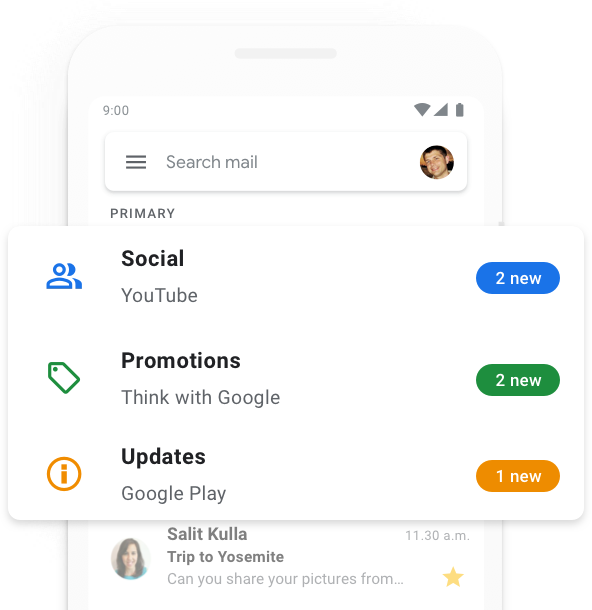 9:00
Search mail
PRIMARY
Social
2 new
YouTube
Promotions
2 new
Think with Google
Updates
1 new
Google Play
Salit Kulla
11.30 a.m.
Trip to Yosemite
Can you share your pictures from...